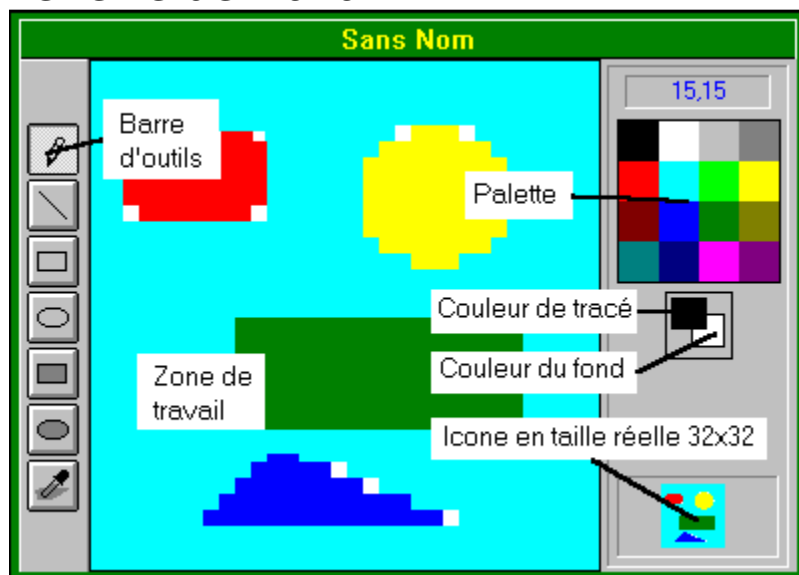 Sans Nom
15,15
Barre
d'outils
Palette
Couleur de tracé
Couleur du fond
Zone de
travail
Icone en taille réelle 32x32